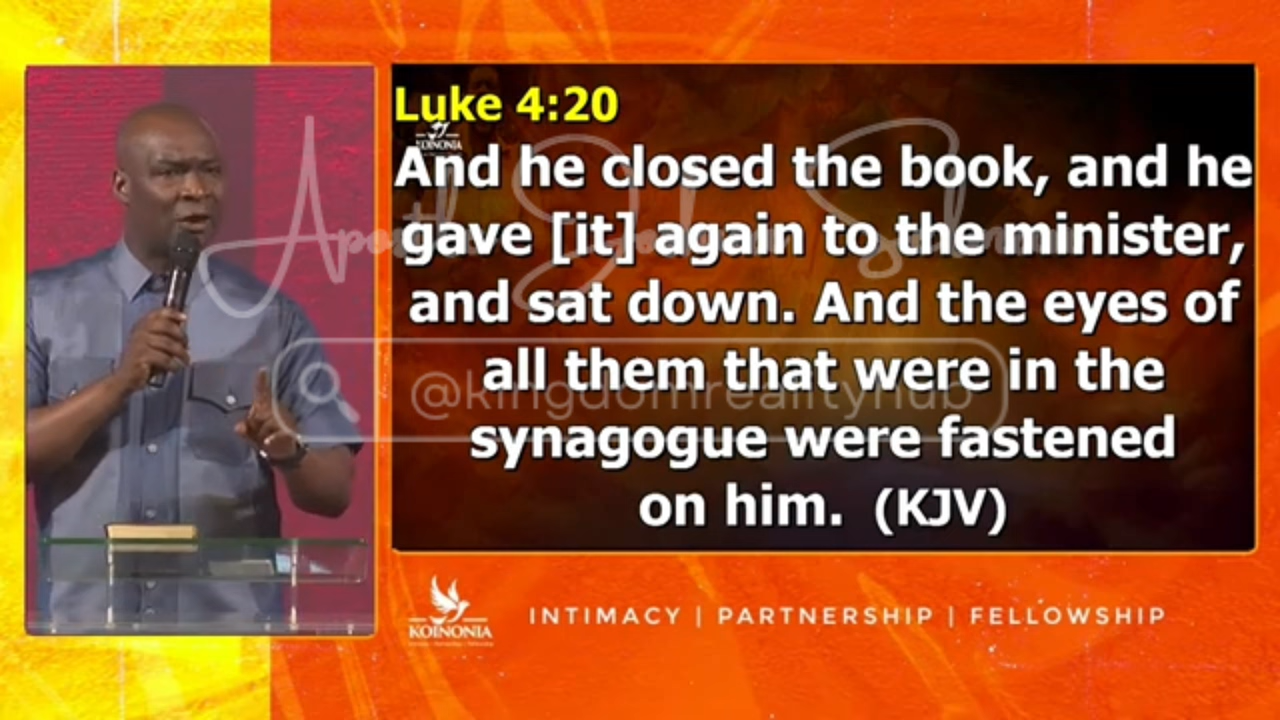 Luke 4:20
KOINONIA
And he closed the book, and he
gave [it] again to the minister,
and sat down. And the eyes of
all them that were in the
@kingdomrealityhub
synagogue were fastened
on him. (KJV)
KOINONIA
INTIMACY | PARTNERSHIP | FELLOWSHIP